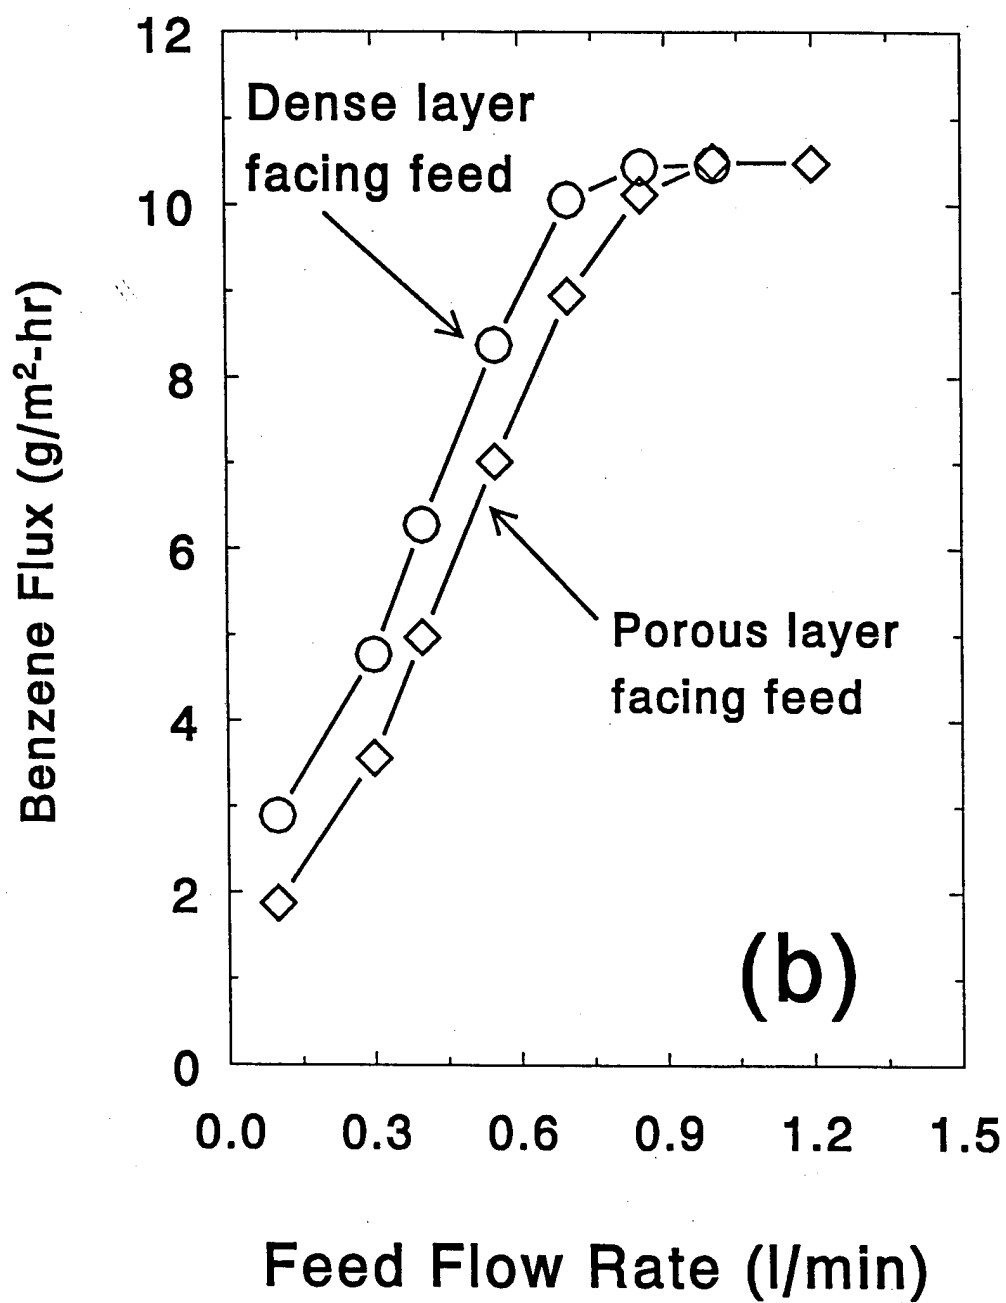 12
10
8
6
4
2
0
Dense layer
facing feed
Porous layer
facing feed
(b)
Benzene Flux (g/m²-hr)
0.0 0.3 0.6 0.9 1.2 1.5
Feed Flow Rate (l/min)